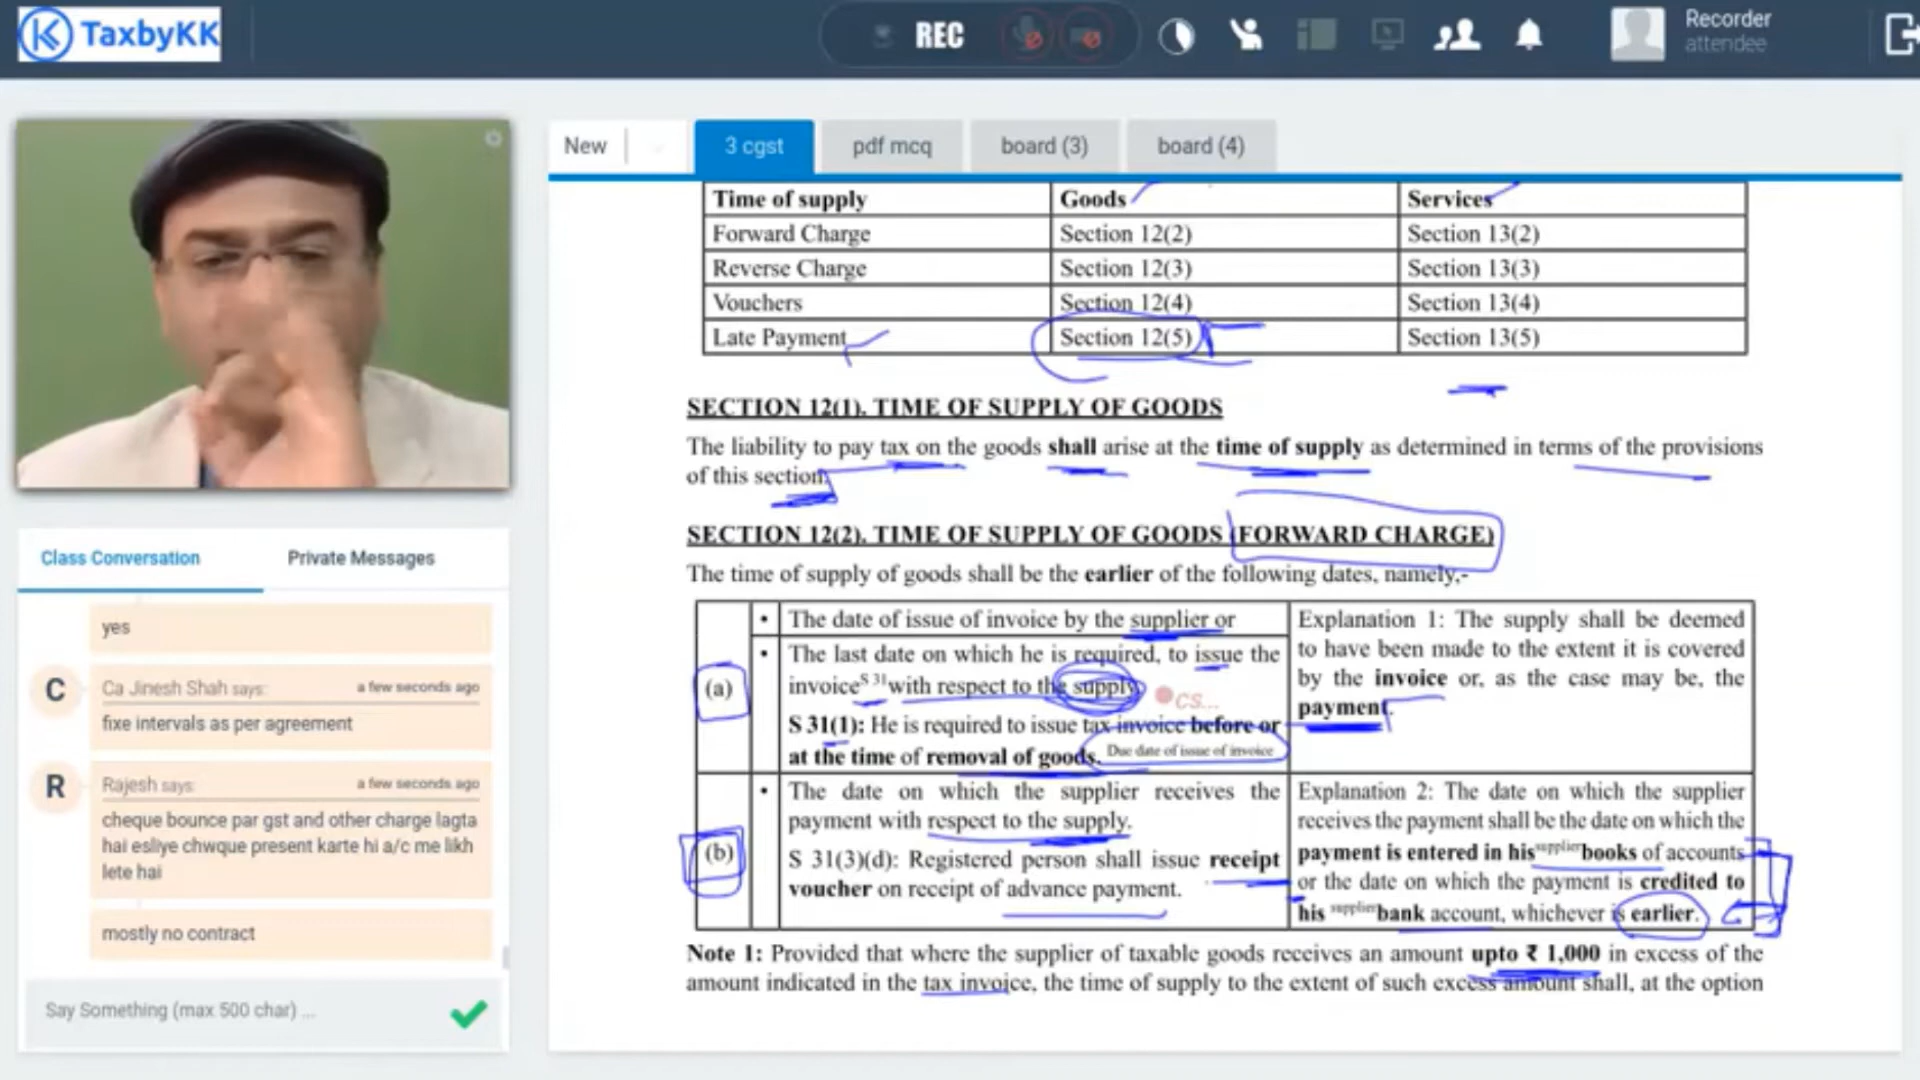 TaxbyKK
REC
Recorder
attendee
New
3 cgst
pdf mcq
board (3)
board (4)
Time of supply Goods Services
Forward Charge Section 12(2) Section 13(2)
Reverse Charge Section 12(3) Section 13(3)
Vouchers Section 12(4) Section 13(4)
Late Payment Section 12(5) Section 13(5)
SECTION 12(1). TIME OF SUPPLY OF GOODS
The liability to pay tax on the goods shall arise at the time of supply as determined in terms of the provisions
of this section.
SECTION 12(2). TIME OF SUPPLY OF GOODS (FORWARD CHARGE)
The time of supply of goods shall be the earlier of the following dates, namely,-
(a)
• The date of issue of invoice by the supplier or
• The last date on which he is required, to issue the
invoice S 31 with respect to the supply.
cs...
S 31(1): He is required to issue tax invoice before or
at the time of removal of goods. Due date of issue of invoice
Explanation 1: The supply shall be deemed
to have been made to the extent it is covered
by the invoice or, as the case may be, the
payment.
(b)
• The date on which the supplier receives the
payment with respect to the supply.
S 31(3)(d): Registered person shall issue receipt
voucher on receipt of advance payment.
Explanation 2: The date on which the supplier
receives the payment shall be the date on which the
payment is entered in his supplier books of accounts
or the date on which the payment is credited to
his supplier bank account, whichever is earlier.
Note 1: Provided that where the supplier of taxable goods receives an amount upto ₹ 1,000 in excess of the
amount indicated in the tax invoice, the time of supply to the extent of such excess amount shall, at the option
Class Conversation
Private Messages
yes
C
Ca Jinesh Shah says: a few seconds ago
fixe intervals as per agreement
R
Rajesh says: a few seconds ago
cheque bounce par gst and other charge lagta
hai esliye chwque present karte hi a/c me likh
lete hai
mostly no contract
Say Something (max 500 char) ...